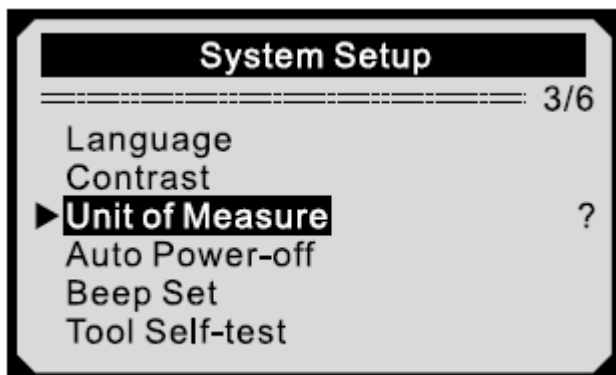 System Setup
3/6
Language
Contrast
Unit of Measure ?
Auto Power-off
Beep Set
Tool Self-test